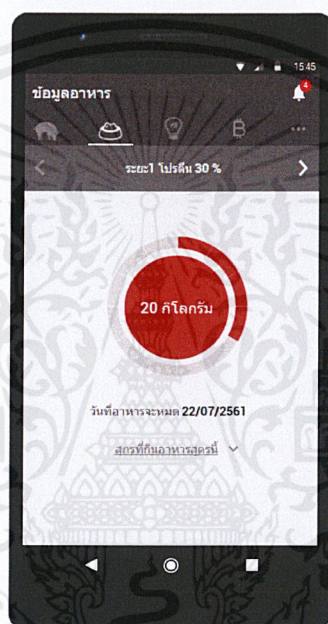 15:45
ข้อมูลอาหาร
4
ระยะ1 โปรตีน 30 %
20 กิโลกรัม
วันที่อาหารจะหมด 22/07/2561
สุกรที่กินอาหารสูตรนี้